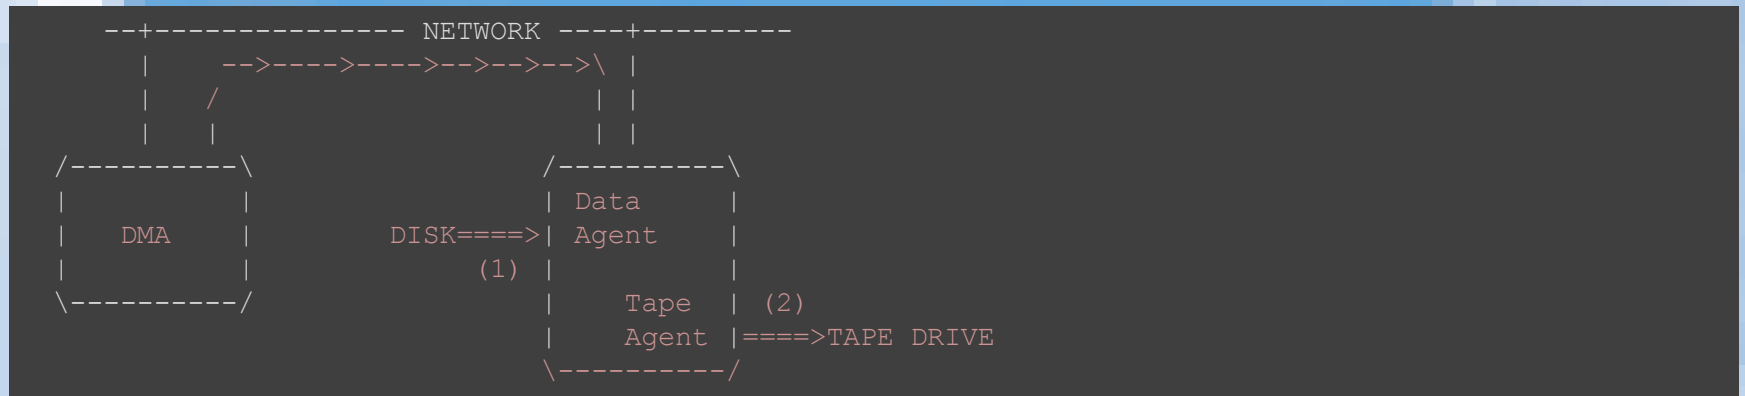 --+--------------- NETWORK ----+---------
|    -->---->---->-->-->-->\ |
|   /                       | |
|   |                       | |
/----------\                  /----------\
|          |                  | Data     |
|   DMA    |        DISK====>| Agent    |
|          |             (1) |           |
\----------/                  |    Tape  | (2)
|    Agent |====>TAPE DRIVE
\----------/